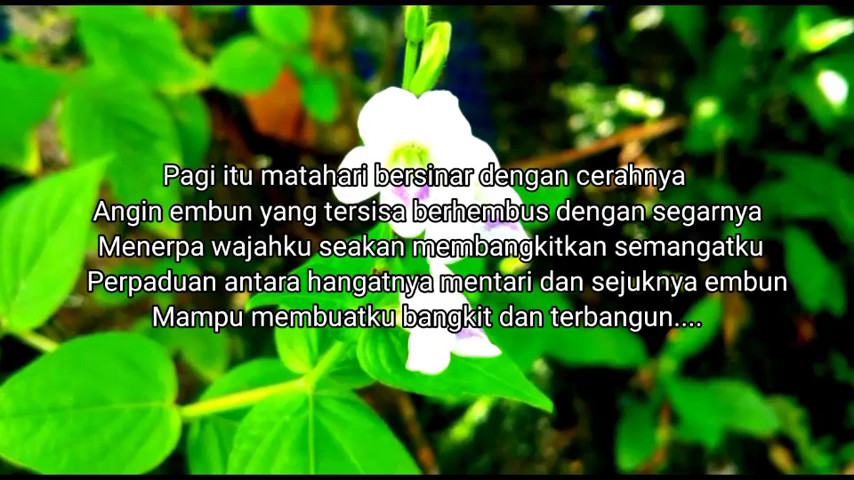 Pagi itu matahari bersinar dengan cerahnya
Angin embun yang tersisa berhembus dengan segarnya
Menerpa wajahku seakan membangkitkan semangatku
Perpaduan antara hangatnya mentari dan sejuknya embun
Mampu membuatku bangkit dan terbangun....